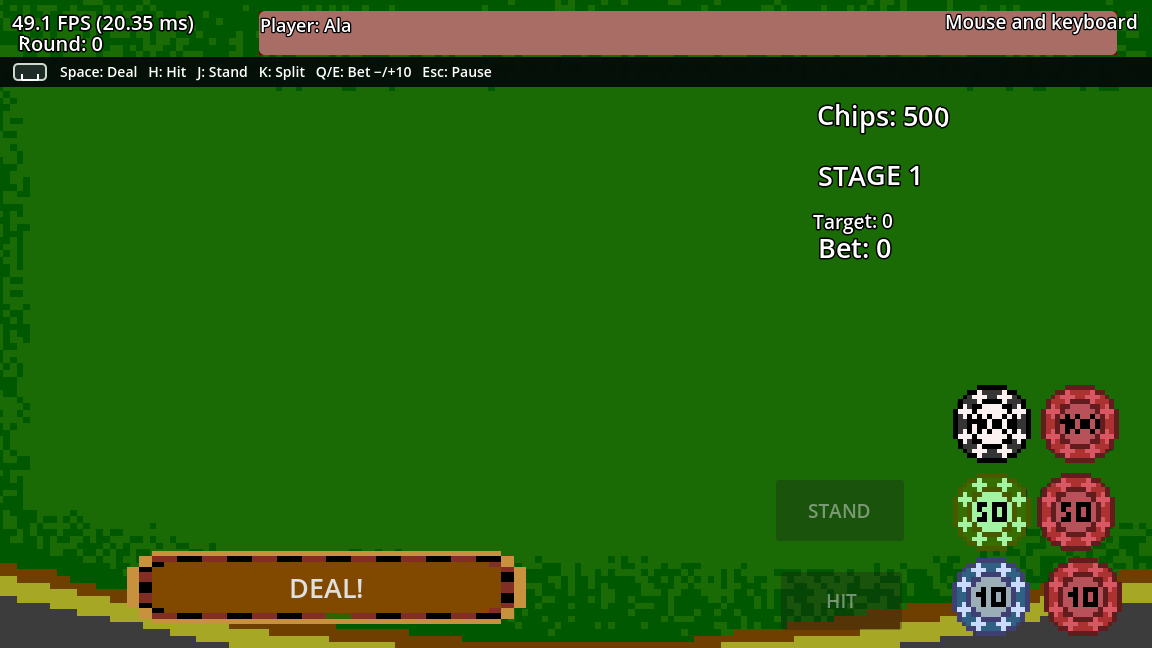 49.1 FPS (20.35 ms)
Round: 0
Player: Ala
Mouse and keyboard
Space: Deal H: Hit J: Stand K: Split Q/E: Bet −/+10 Esc: Pause
Chips: 500
STAGE 1
Target: 0
Bet: 0
STAND
50 50
DEAL!
HIT
10 10